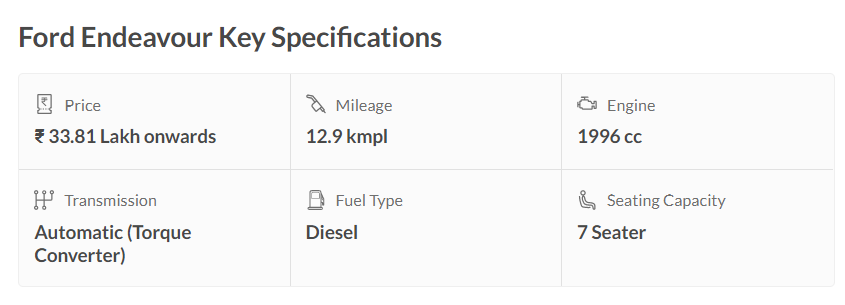 Ford Endeavour Key Specifications
Price
₹ 33.81 Lakh onwards
Mileage
12.9 kmpl
Engine
1996 cc
Transmission
Automatic (Torque
Converter)
Fuel Type
Diesel
Seating Capacity
7 Seater